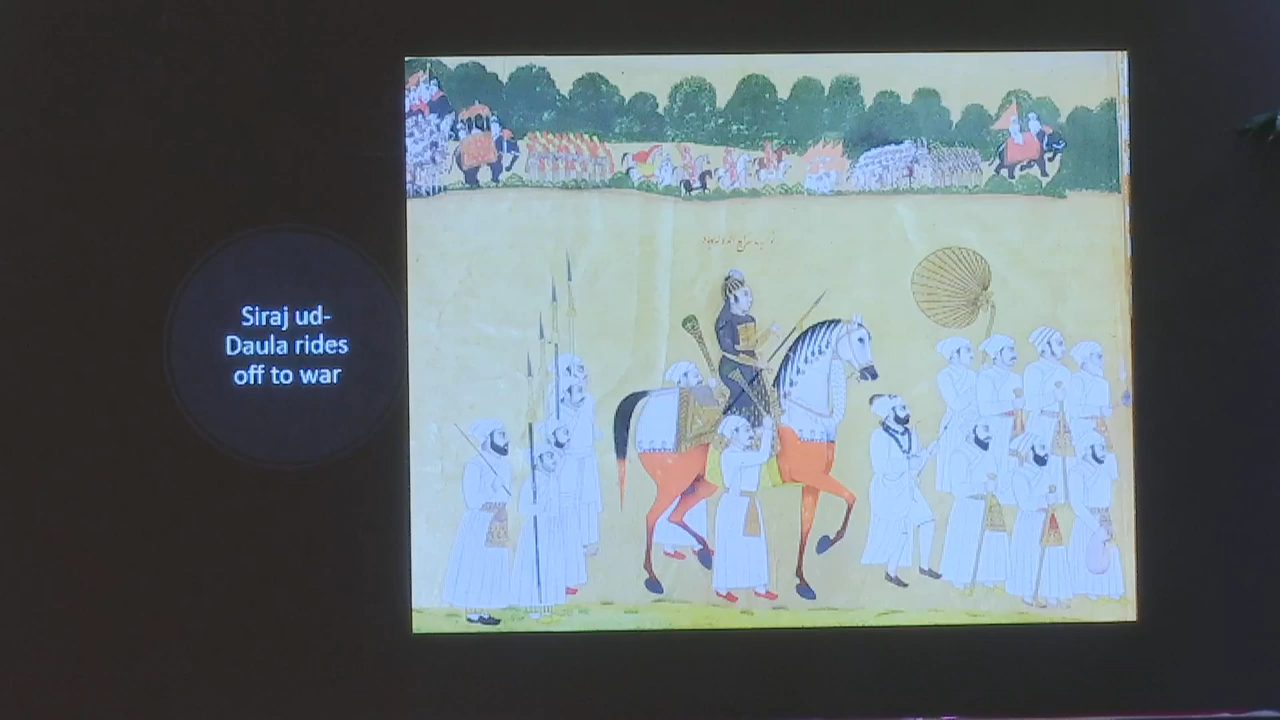 Siraj ud-
Daula rides
off to war